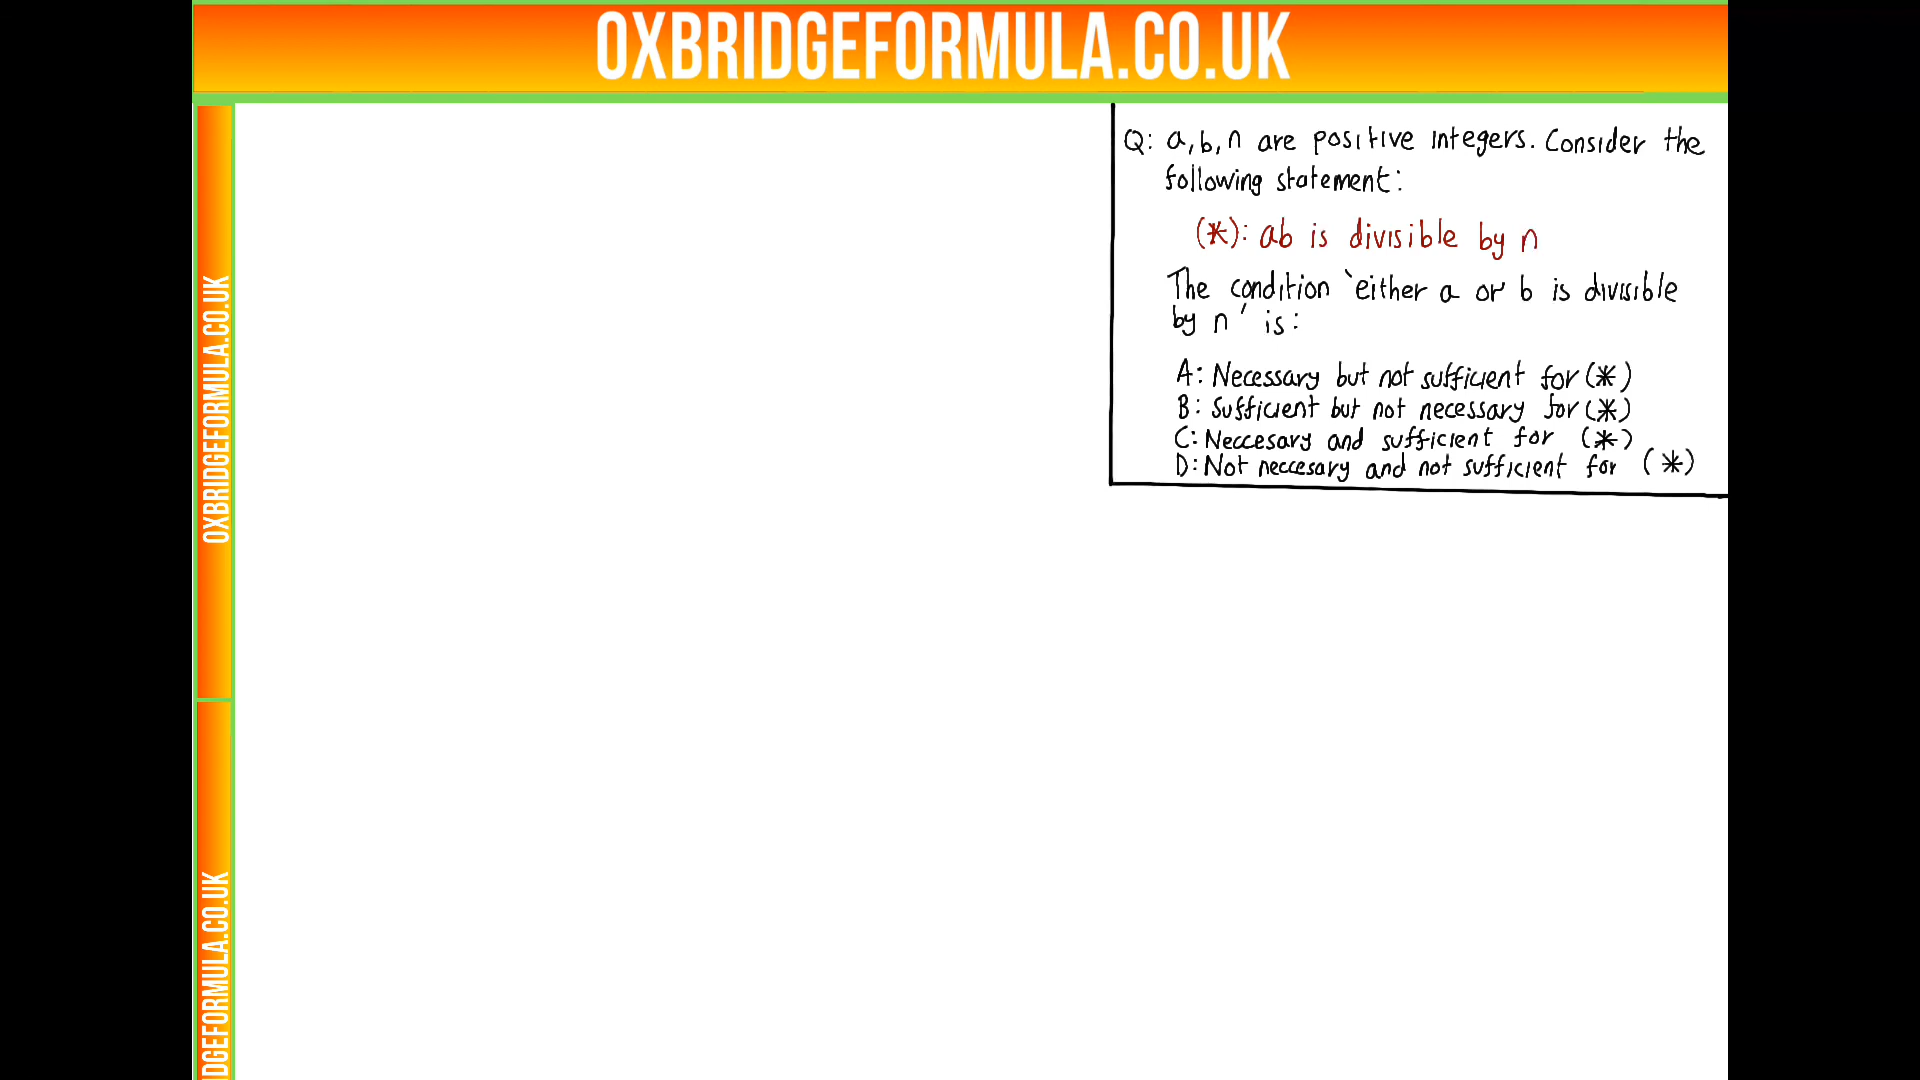 OXBRIDGEFORMULA.CO.UK
OXBRIDGEFORMULA.CO.UK
DGEFORMULA.CO.UK
Q: a, b, n are positive integers. Consider the
following statement:
(*): ab is divisible by n
The condition `either a or b is divisible
by n' is:
A: Necessary but not sufficient for (*)
B: Sufficient but not necessary for (*)
C: Neccesary and sufficient for (*)
D: Not neccesary and not sufficient for (*)